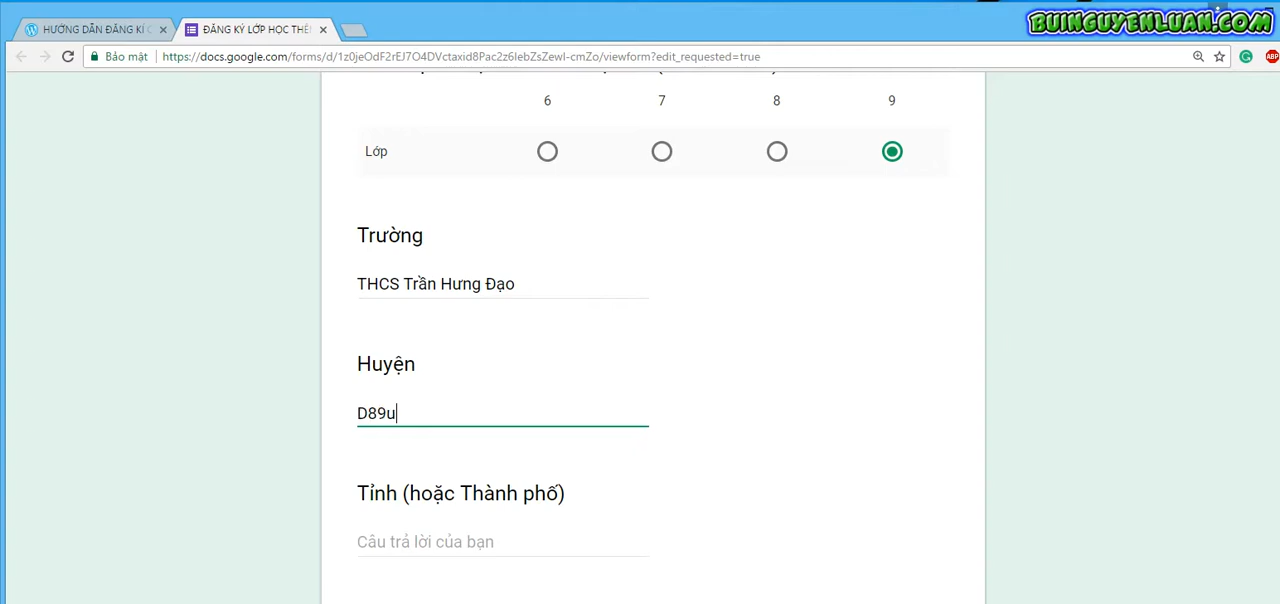 HƯỚNG DẪN ĐĂNG KÍ
ĐĂNG KÝ LỚP HỌC THÊ
BUINGUYENLUAN.COM
Bảo mật
https://docs.google.com/forms/d/1z0jeOdF2rEJ7O4DVctaxid8Pac2z6IebZsZewI-cmZo/viewform?edit_requested=true
ABP
6 7 8 9
Lớp
Trường
THCS Trần Hưng Đạo
Huyện
D89u
Tỉnh (hoặc Thành phố)
Câu trả lời của bạn